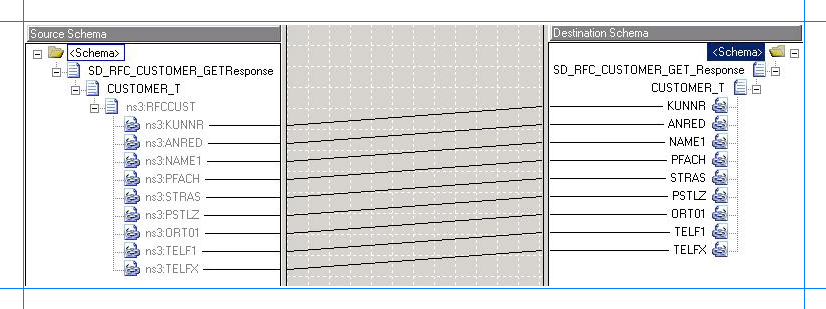 Source Schema
Destination Schema
<Schema>
<Schema>
SD_RFC_CUSTOMER_GETResponse
SD_RFC_CUSTOMER_GET_Response
CUSTOMER_T
CUSTOMER_T
ns3:RFCCUST
KUNNR
ns3:KUNNR
ANRED
ns3:ANRED
NAME1
ns3:NAME1
PFACH
ns3:PFACH
STRAS
ns3:STRAS
PSTLZ
ns3:PSTLZ
ORT01
ns3:ORT01
TELF1
ns3:TELF1
TELFX
ns3:TELFX